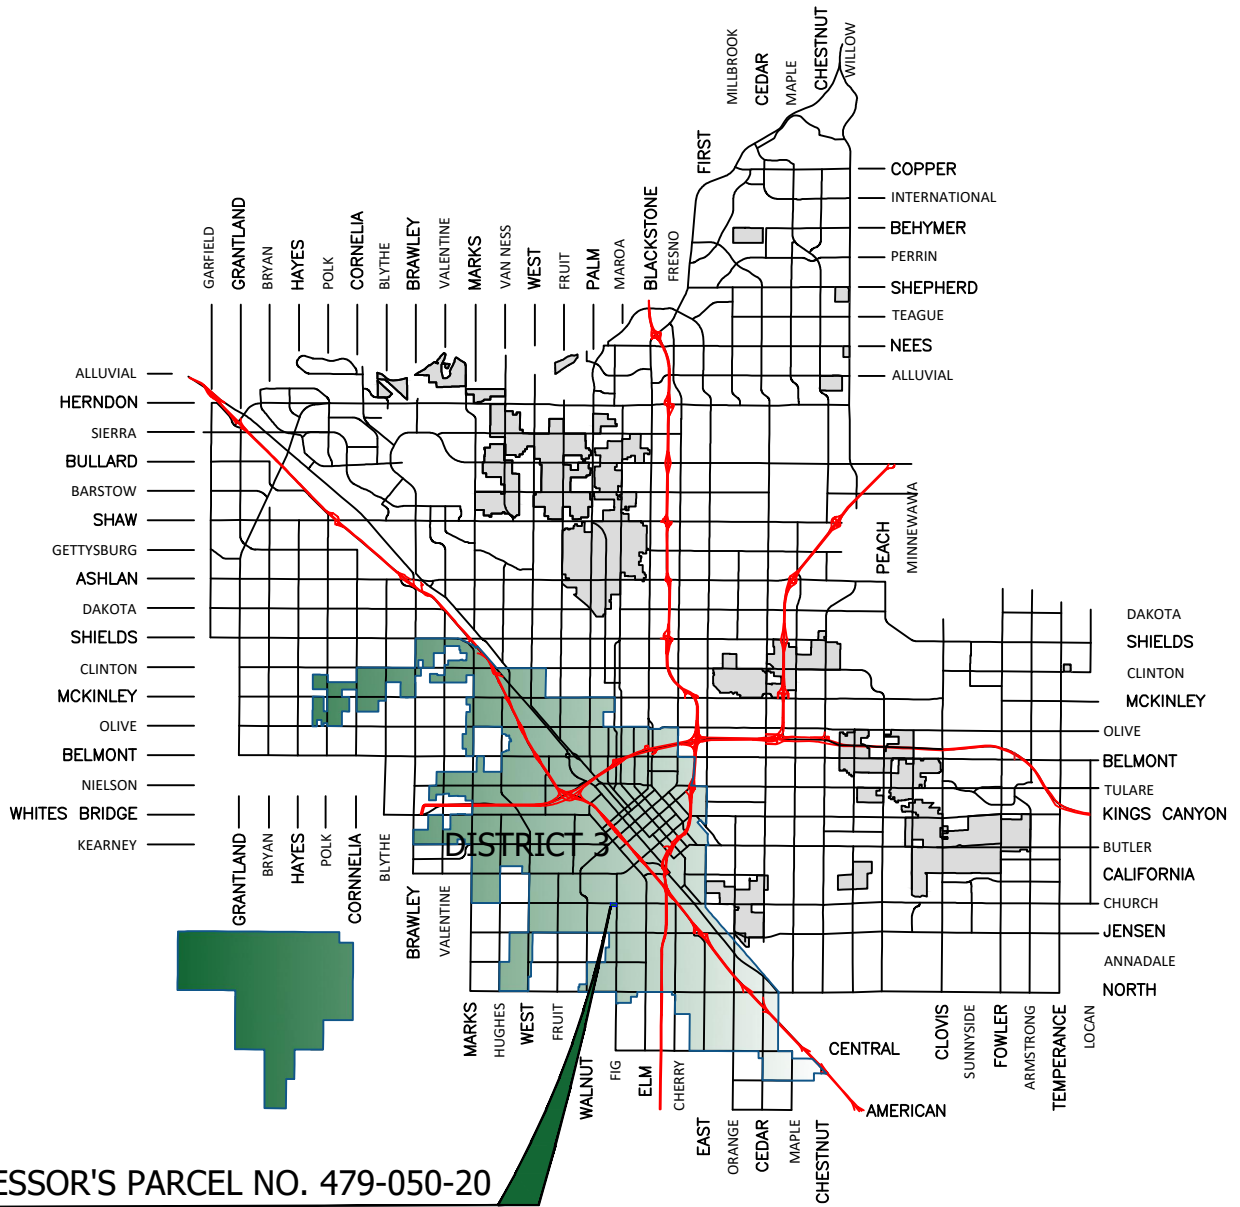 MILLBROOK
CEDAR
MAPLE
CHESTNUT
WILLOW
FIRST
COPPER
INTERNATIONAL
BEHYMER
PERRIN
SHEPHERD
TEAGUE
NEES
ALLUVIAL
GARFIELD
GRANTLAND
BRYAN
HAYES
POLK
CORNELIA
BLYTHE
BRAWLEY
VALENTINE
MARKS
VAN NESS
WEST
FRUIT
PALM
MAROA
BLACKSTONE
FRESNO
ALLUVIAL
HERNDON
SIERRA
BULLARD
BARSTOW
SHAW
GETTYSBURG
ASHLAN
DAKOTA
SHIELDS
CLINTON
MCKINLEY
OLIVE
BELMONT
NIELSON
WHITES BRIDGE
KEARNEY
PEACH
MINNEWAWA
DAKOTA
SHIELDS
CLINTON
MCKINLEY
OLIVE
BELMONT
TULARE
KINGS CANYON
BUTLER
CALIFORNIA
CHURCH
JENSEN
ANNADALE
NORTH
DISTRICT 3
GRANTLAND
BRYAN
HAYES
POLK
CORNNELIA
BLYTHE
BRAWLEY
VALENTINE
MARKS
HUGHES
WEST
FRUIT
WALNUT
FIG
ELM
CHERRY
EAST
ORANGE
CEDAR
MAPLE
CHESTNUT
CENTRAL
AMERICAN
CLOVIS
SUNNYSIDE
FOWLER
ARMSTRONG
TEMPERANCE
LOCAN
ESSOR'S PARCEL NO. 479-050-20